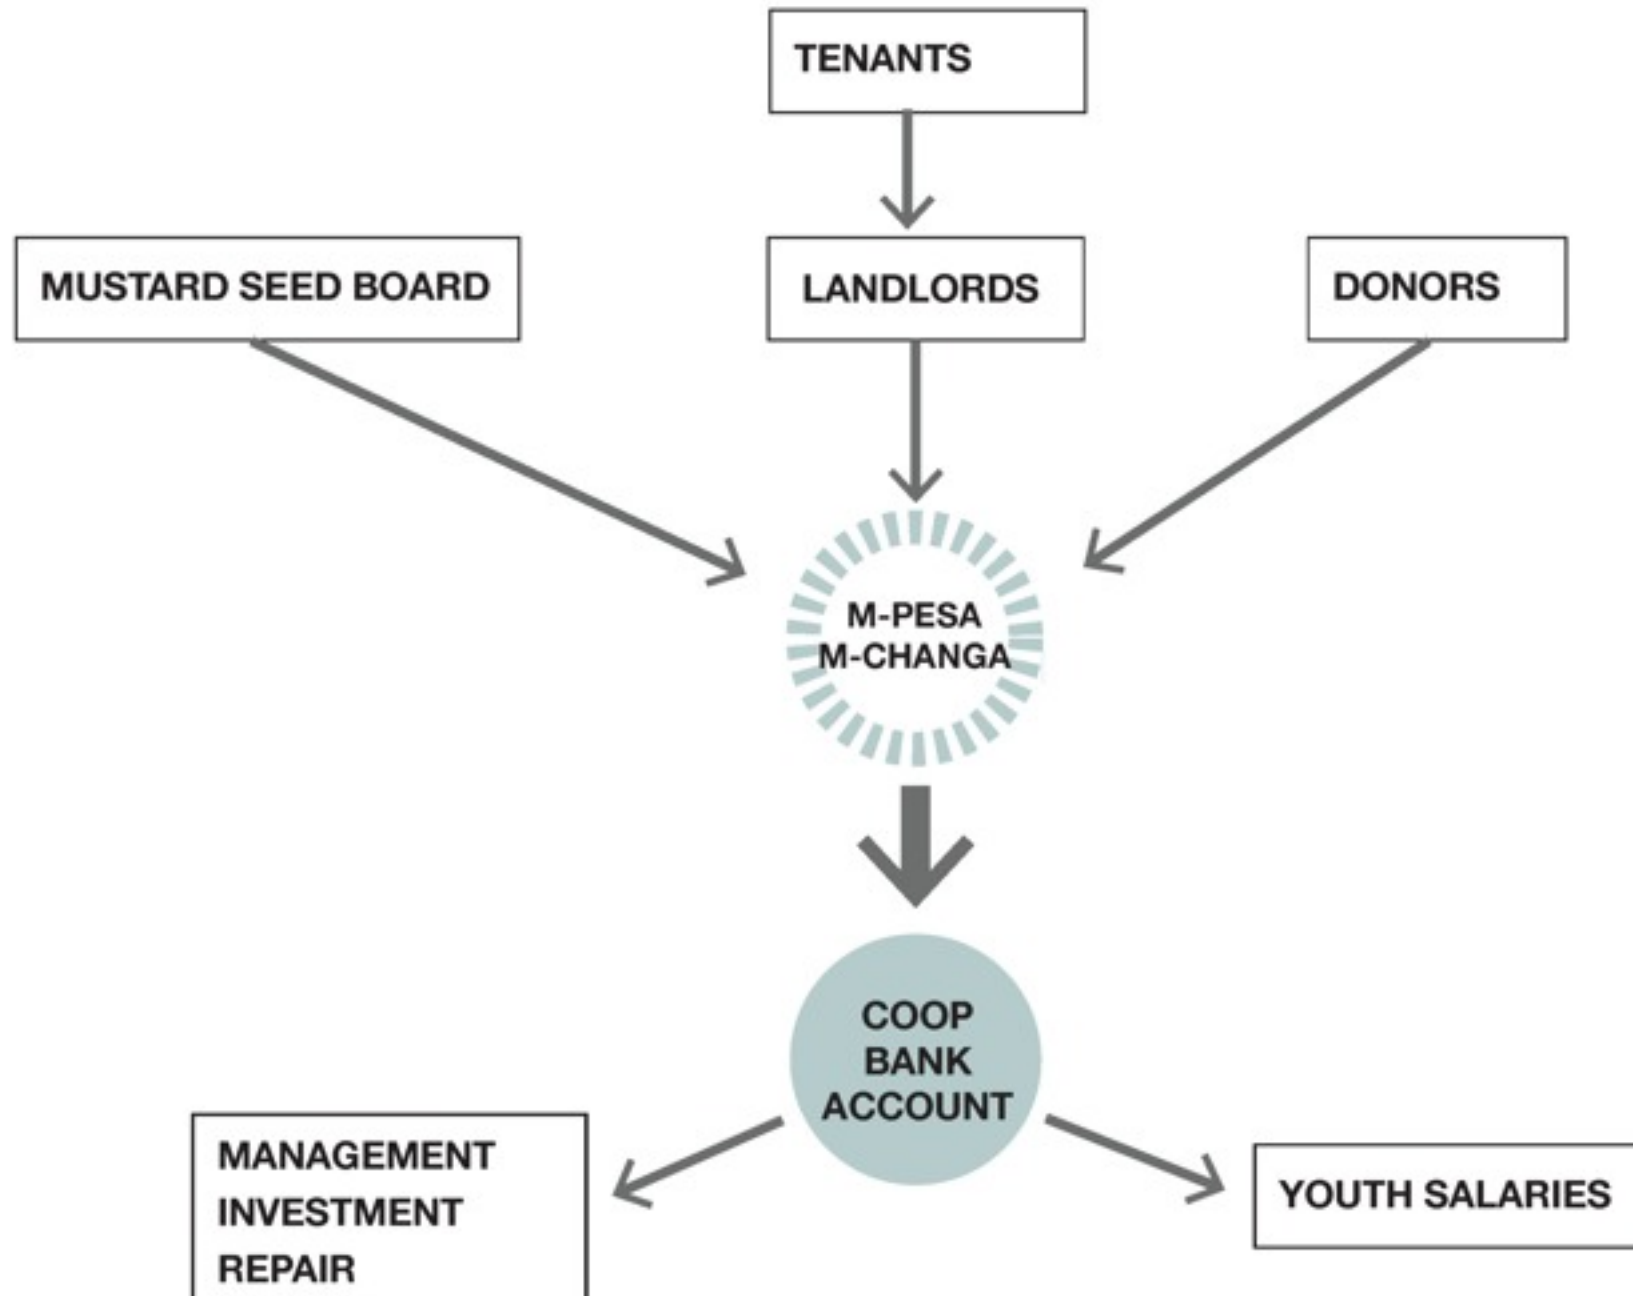 TENANTS
MUSTARD SEED BOARD
LANDLORDS
DONORS
M-PESA
M-CHANGA
COOP
BANK
ACCOUNT
MANAGEMENT
INVESTMENT
REPAIR
YOUTH SALARIES